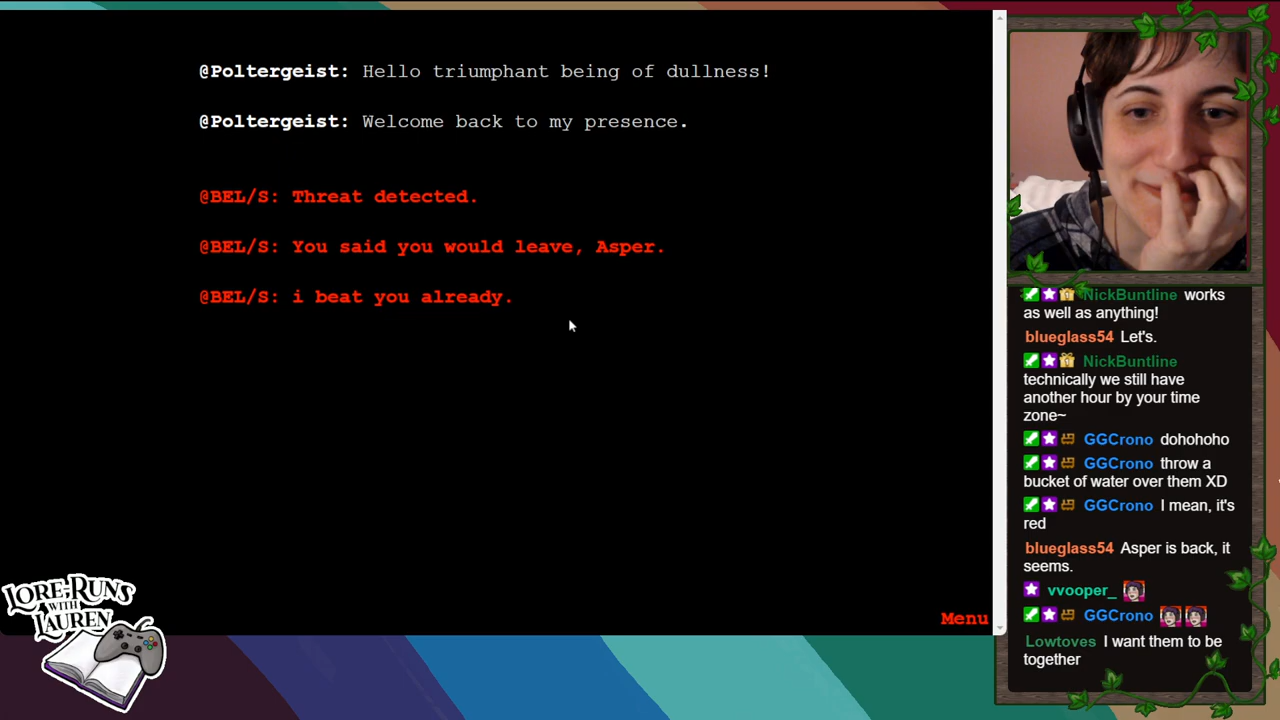 @Poltergeist: Hello triumphant being of dullness!
@Poltergeist: Welcome back to my presence.
@BEL/S: Threat detected.
@BEL/S: You said you would leave, Asper.
@BEL/S: i beat you already.
Menu
LORE-RUNS
WITH
LAUREN
NickBuntline works
as well as anything!
blueglass54 Let's.
NickBuntline
technically we still have
another hour by your time
zone~
GGCrono dohohoho
GGCrono throw a
bucket of water over them XD
GGCrono I mean, it's
red
blueglass54 Asper is back, it
seems.
vvooper_
GGCrono
Lowtoves I want them to be
together